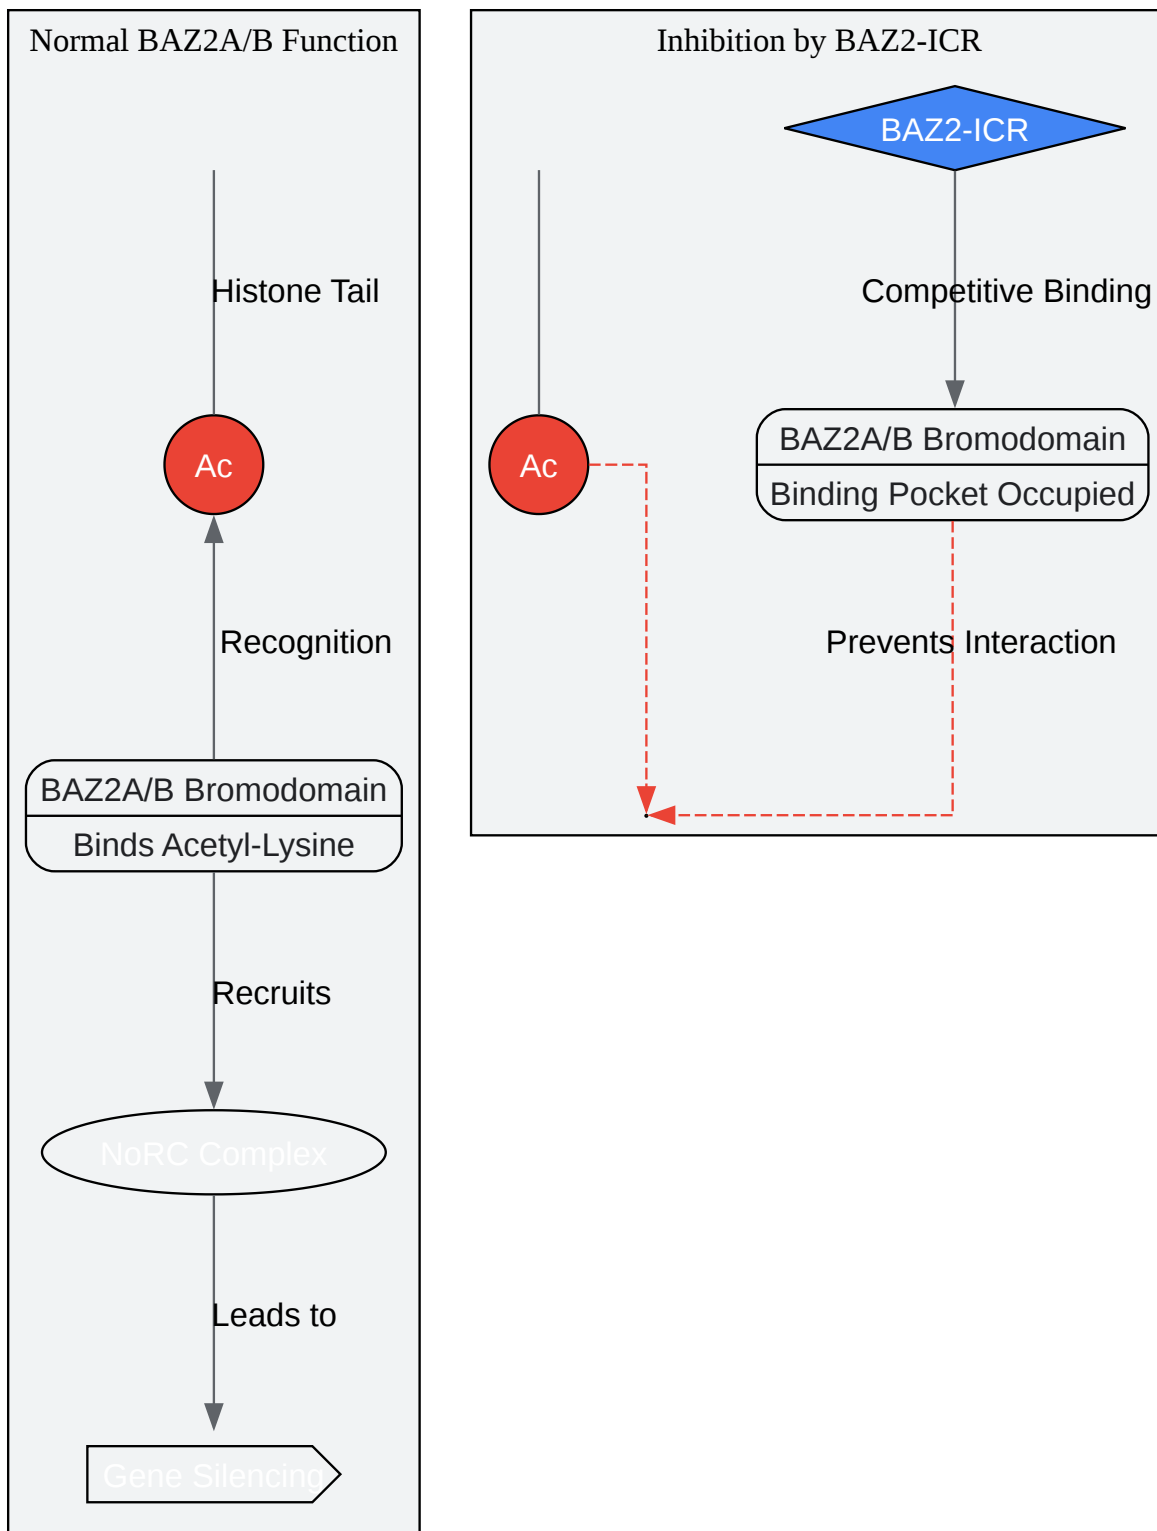 Normal BAZ2A/B Function
Histone Tail
Ac
Recognition
BAZ2A/B Bromodomain
Binds Acetyl-Lysine
Recruits
NoRC Complex
Leads to
Gene Silencing
Inhibition by BAZ2-ICR
BAZ2-ICR
Competitive Binding
Ac
BAZ2A/B Bromodomain
Binding Pocket Occupied
Prevents Interaction